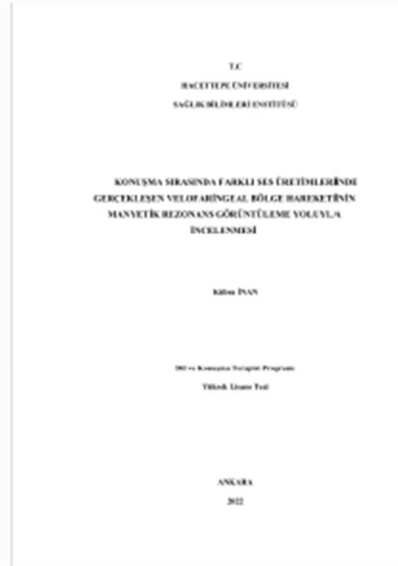 T.C
HACETTEPE ÜNİVERSİTESİ
SAĞLIK BİLİMLERİ ENSTİTÜSÜ
KONUŞMA SIRASINDA FARKLI SES ÜRETİMLERİİNDE
GERÇEKLEŞEN VELOFARİNGEAL BÖLGE HAREKETİİNİN
MANYETİK REZONANS GÖRÜNTÜLEME YOLUYLA
İNCELENMESİ
İNAN
Dil ve Konuşma Terapisi Programı
Yüksek Lisans Tezi
ANKARA
2022